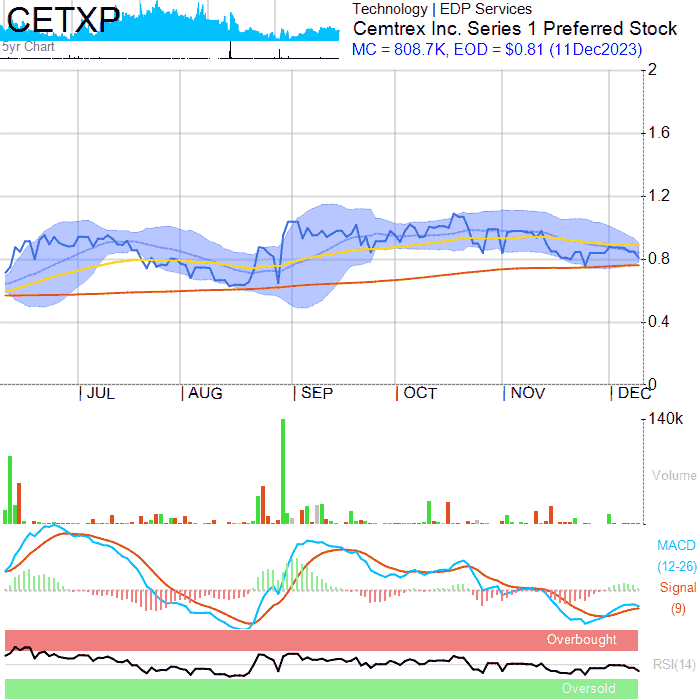 CETXP
5yr Chart
Technology | EDP Services
Cemtrex Inc. Series 1 Preferred Stock
MC = 808.7K, EOD = $0.81 (11Dec2023)
2
1.6
1.2
0.8
0.4
0
JUL AUG SEP OCT NOV DEC
140k
Volume
MACD
(12-26)
Signal
(9)
Overbought
RSI(14)
Oversold